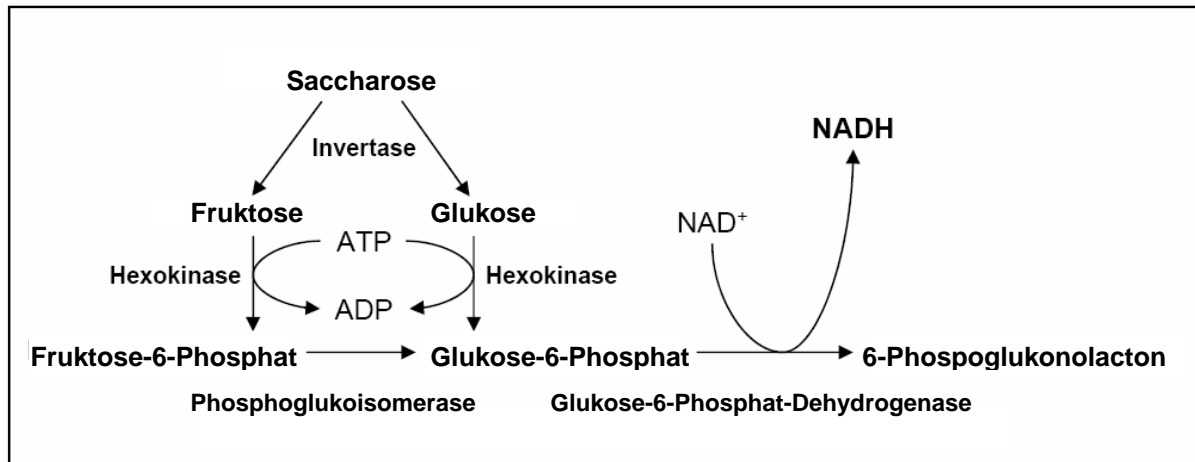 Saccharose
NADH
Invertase
Fruktose
Glukose
NAD⁺
ATP
Hexokinase
Hexokinase
ADP
Fruktose-6-Phosphat
Glukose-6-Phosphat
6-Phospoglukonolacton
Phosphoglukoisomerase
Glukose-6-Phosphat-Dehydrogenase